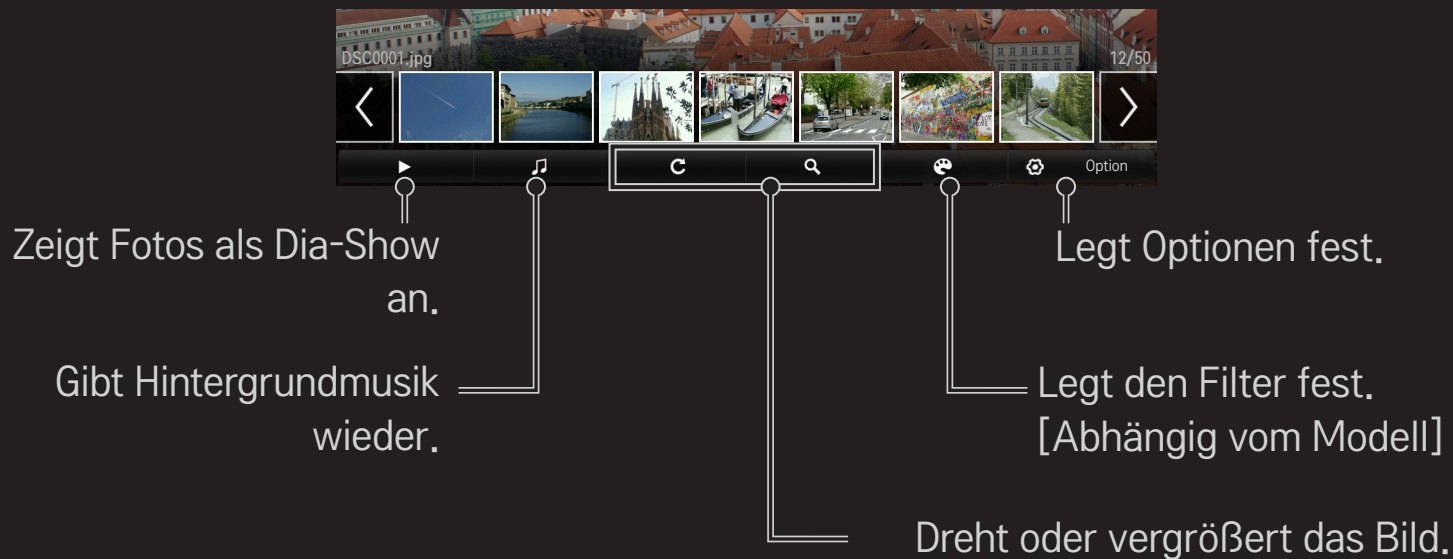 DSC0001.jpg
12/50
Option
Zeigt Fotos als Dia-Show
an.
Legt Optionen fest.
Gibt Hintergrundmusik
wieder.
Legt den Filter fest.
[Abhängig vom Modell]
Dreht oder vergrößert das Bild.